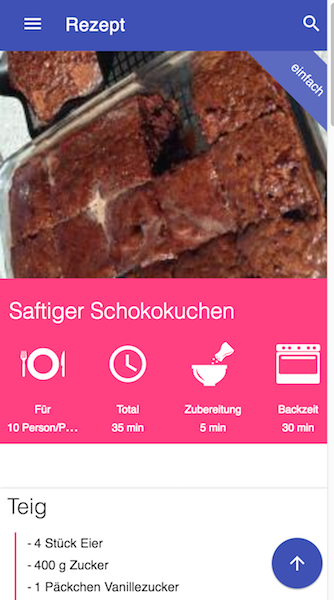 Rezept
einfach
Saftiger Schokokuchen
Für
Total
Zubereitung
Backzeit
10 Person/P...
35 min
5 min
30 min
Teig
- 4 Stück Eier
- 400 g Zucker
- 1 Päckchen Vanillezucker